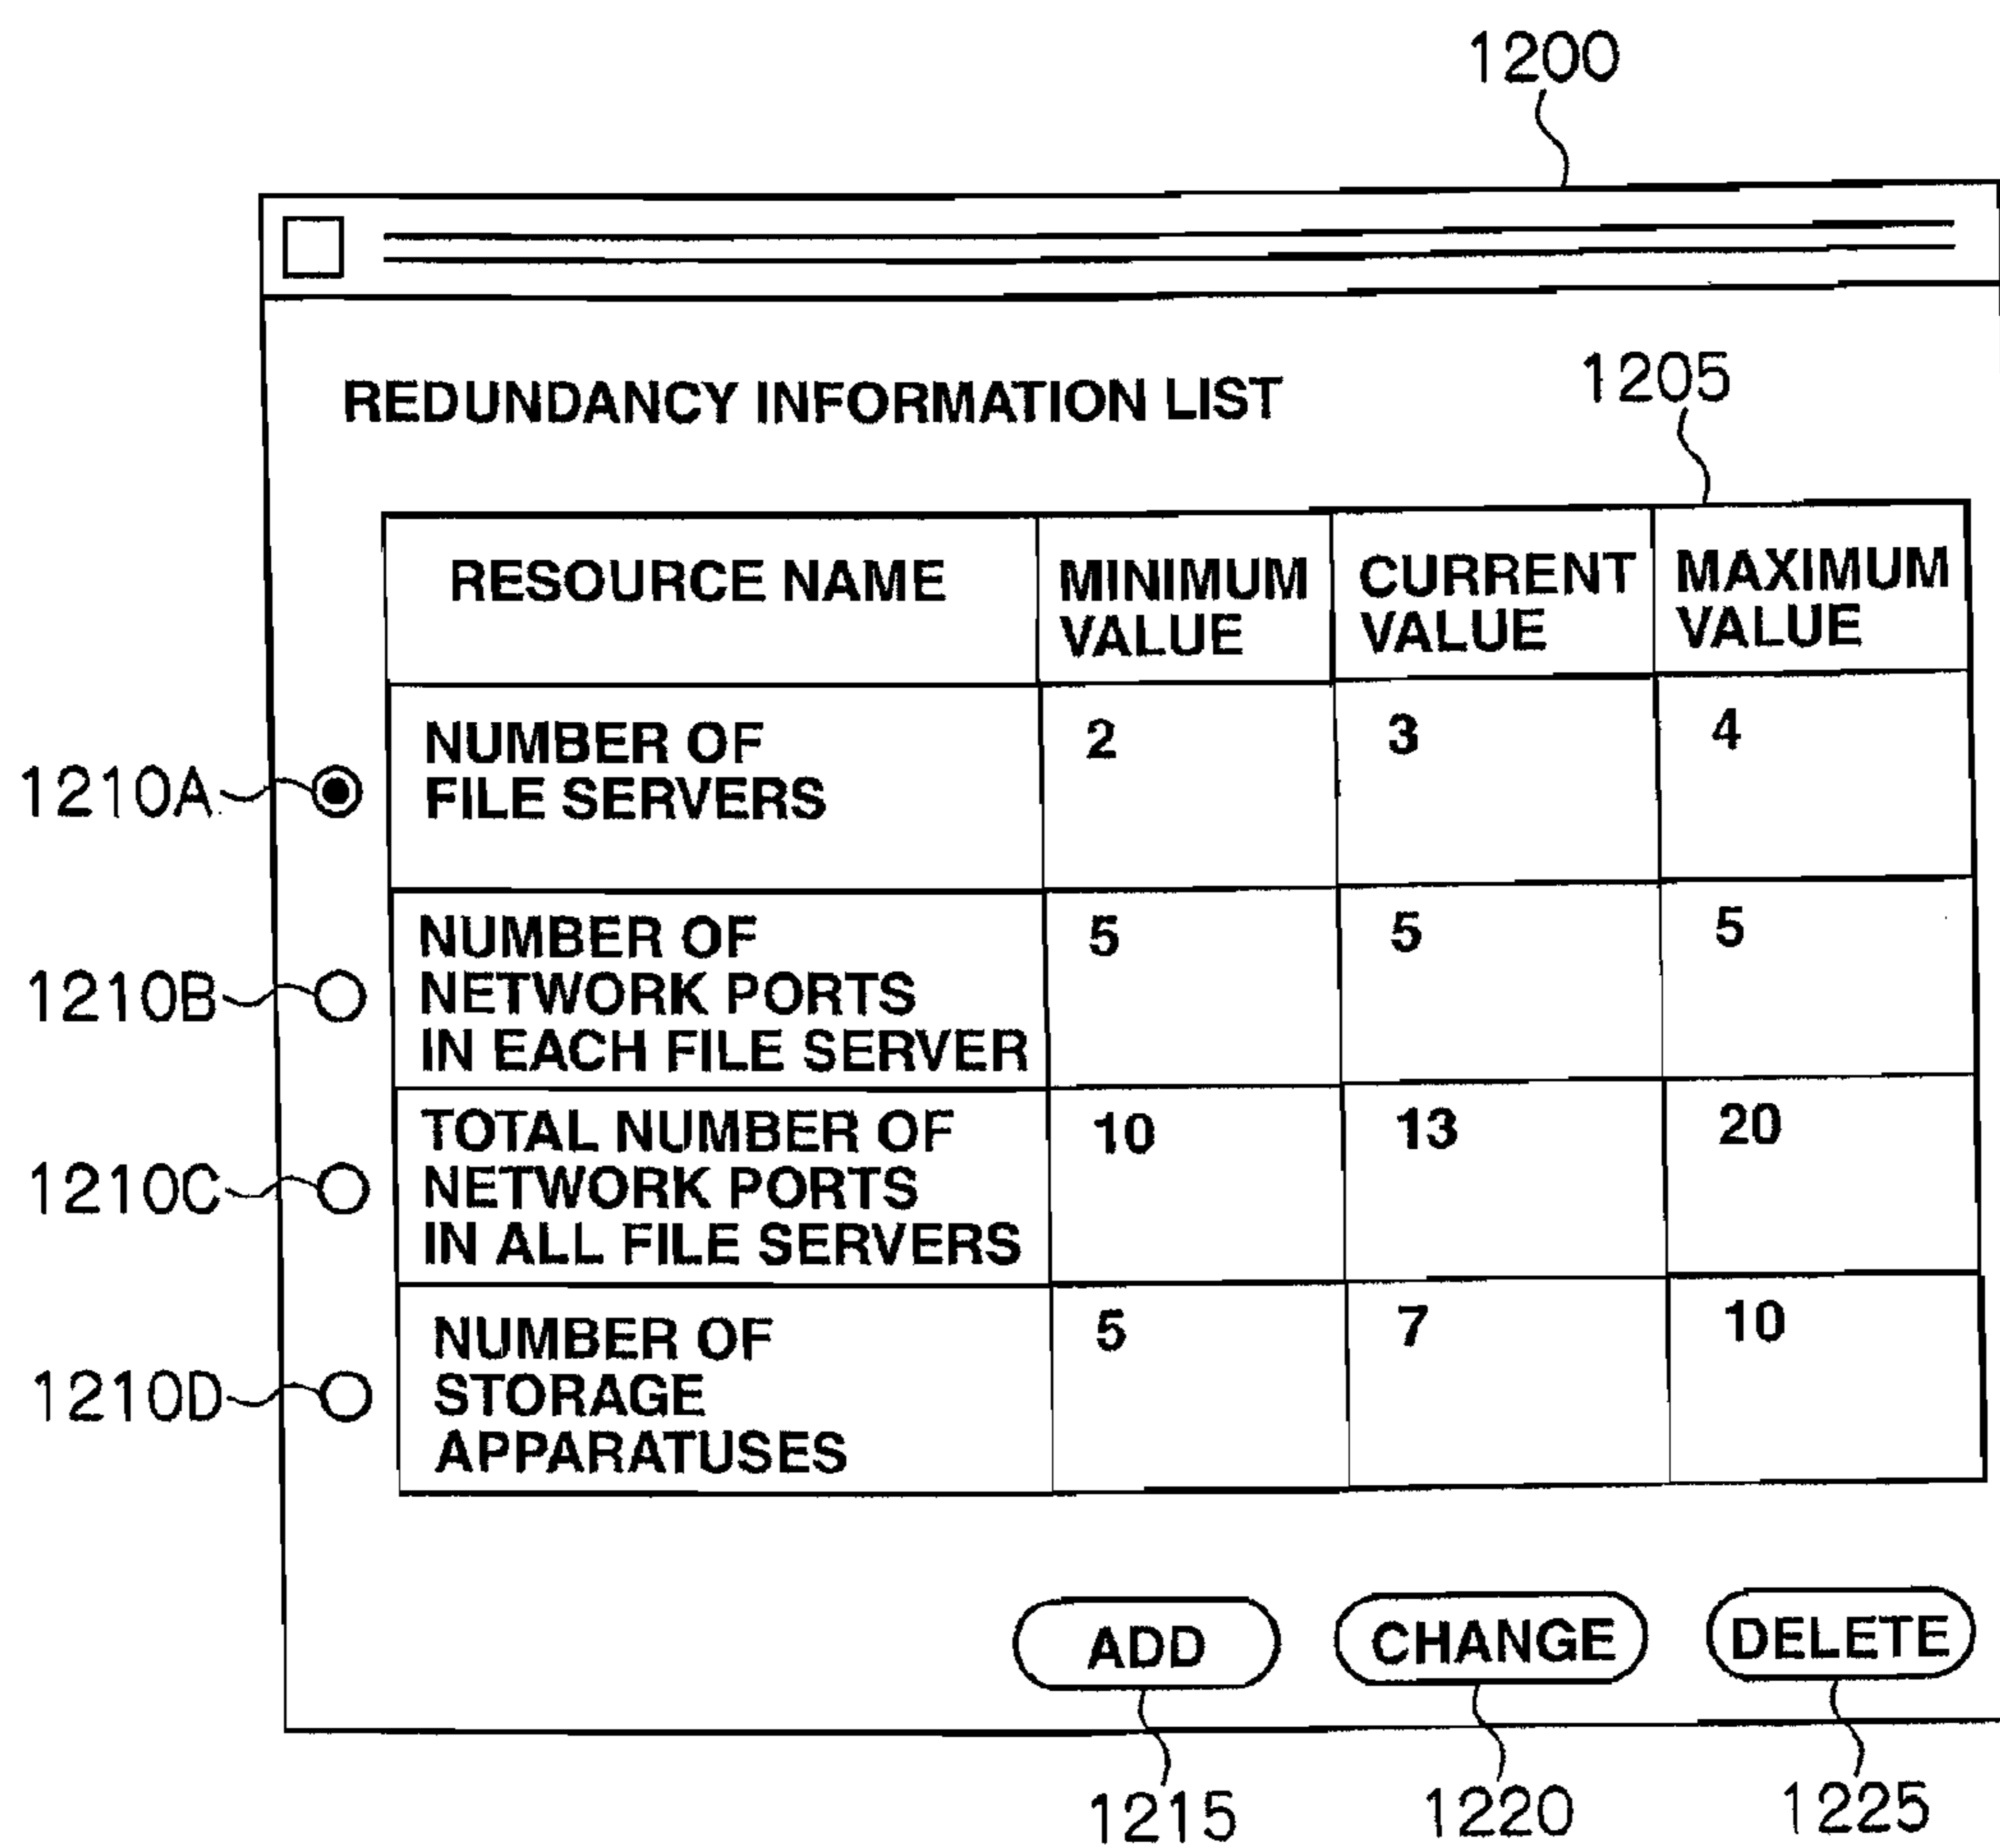 1200
REDUNDANCY INFORMATION LIST
1205
RESOURCE NAME
MINIMUM
VALUE
CURRENT
VALUE
MAXIMUM
VALUE
1210A
NUMBER OF
FILE SERVERS
2
3
4
1210B
NUMBER OF
NETWORK PORTS
IN EACH FILE SERVER
5
5
5
1210C
TOTAL NUMBER OF
NETWORK PORTS
IN ALL FILE SERVERS
10
13
20
1210D
NUMBER OF
STORAGE
APPARATUSES
5
7
10
ADD
CHANGE
DELETE
1215
1220
1225